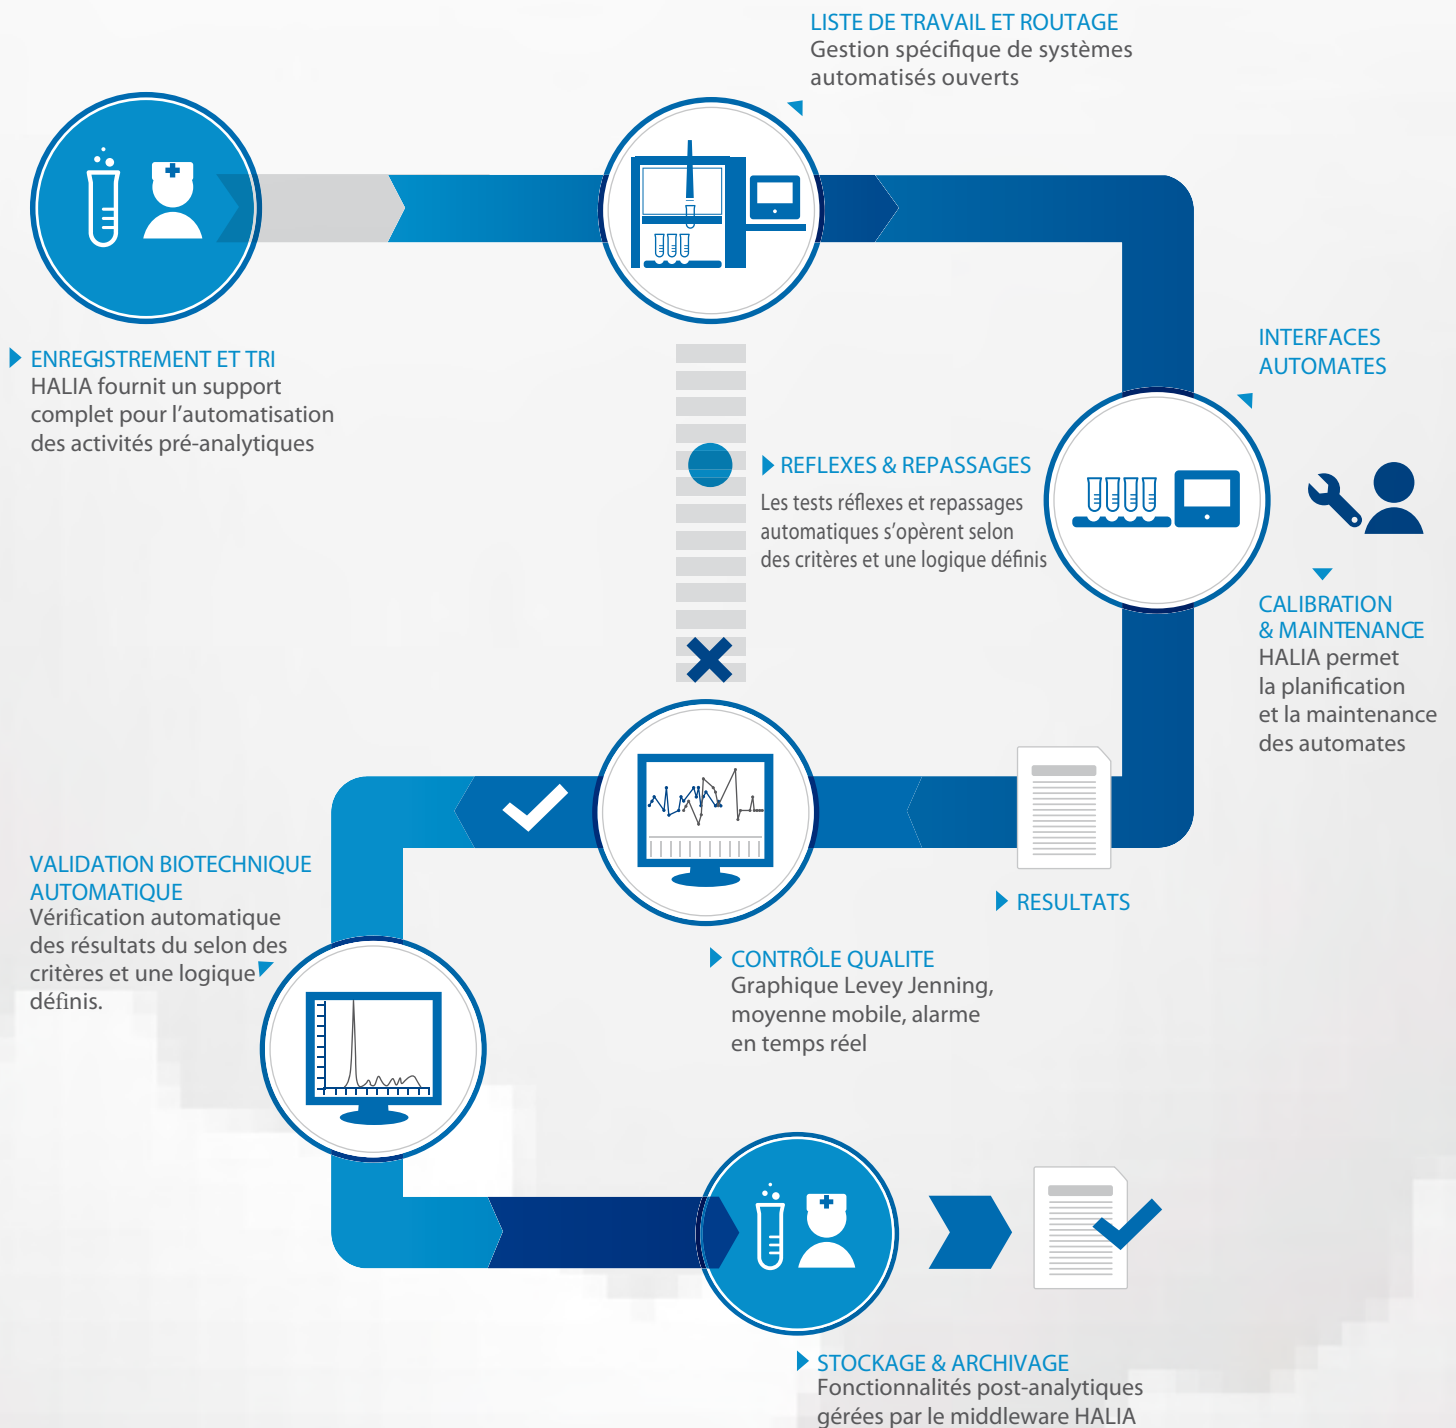 LISTE DE TRAVAIL ET ROUTAGE
Gestion spécifique de systèmes
automatisés ouverts
ENREGISTREMENT ET TRI
HALIA fournit un support
complet pour l'automatisation
des activités pré-analytiques
INTERFACES
AUTOMATES
REFLEXES & REPASSAGES
Les tests réflexes et repassages
automatiques s'opèrent selon
des critères et une logique définis
CALIBRATION
& MAINTENANCE
HALIA permet
la planification
et la maintenance
des automates
RESULTATS
CONTRÔLE QUALITE
Graphique Levey Jenning,
moyenne mobile, alarme
en temps réel
VALIDATION BIOTECHNIQUE
AUTOMATIQUE
Vérification automatique
des résultats du selon des
critères et une logique
définis.
STOCKAGE & ARCHIVAGE
Fonctionnalités post-analytiques
gérées par le middleware HALIA